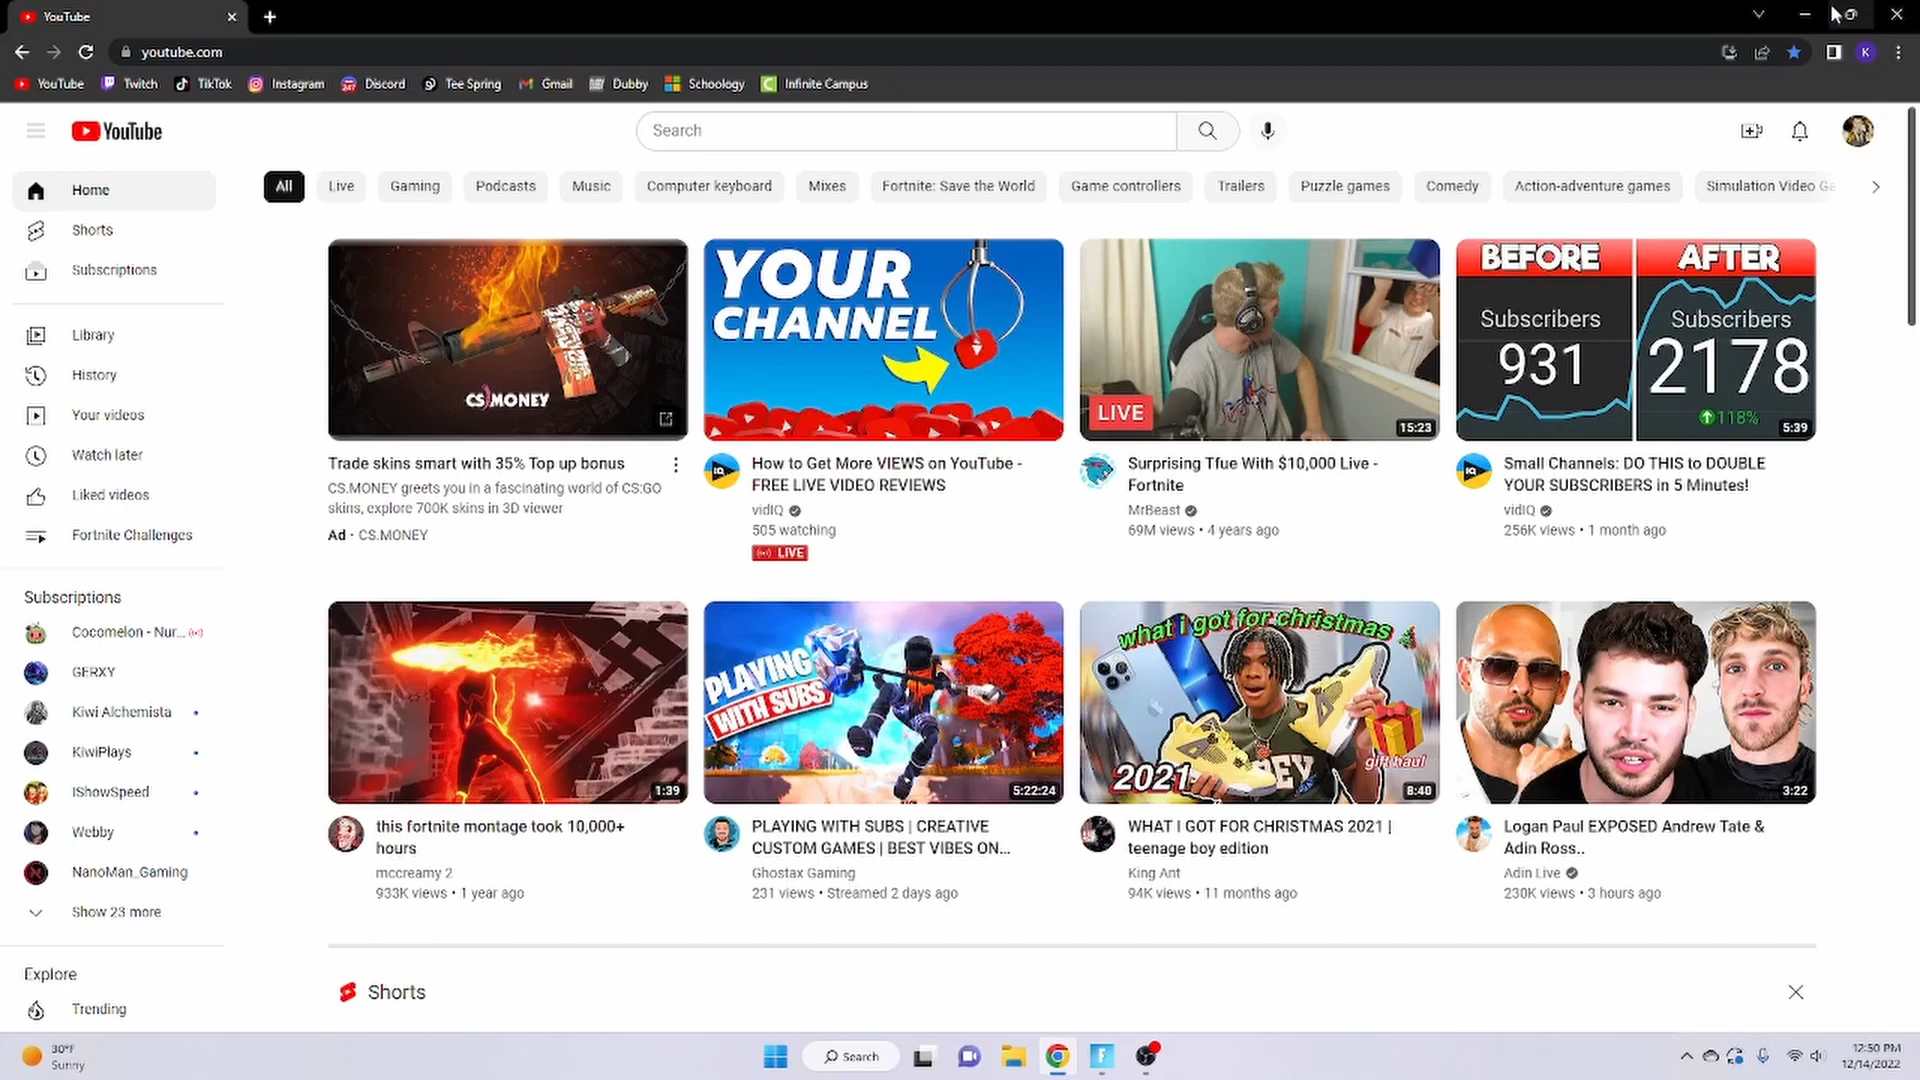 YouTube
youtube.com
K
YouTube
Twitch
TikTok
Instagram
Discord
Tee Spring
Gmail
Dubby
Schoology
Infinite Campus
YouTube
Search
Home
Shorts
Subscriptions
Library
History
Your videos
Watch later
Liked videos
Fortnite Challenges
Subscriptions
Cocomelon - Nur...
GERXY
Kiwi Alchemista
KiwiPlays
IShowSpeed
Webby
NanoMan_Gaming
Show 23 more
Explore
Trending
All
Live
Gaming
Podcasts
Music
Computer keyboard
Mixes
Fortnite: Save the World
Game controllers
Trailers
Puzzle games
Comedy
Action-adventure games
Simulation Video Ga
CS MONEY
Trade skins smart with 35% Top up bonus
CS.MONEY greets you in a fascinating world of CS:GO
skins, explore 700K skins in 3D viewer
Ad · CS.MONEY
YOUR
CHANNEL
How to Get More VIEWS on YouTube -
FREE LIVE VIDEO REVIEWS
vidIQ
505 watching
LIVE
LIVE
15:23
Surprising Tfue With $10,000 Live -
Fortnite
MrBeast
69M views • 4 years ago
BEFORE
AFTER
Subscribers
931
Subscribers
2178
118%
5:39
Small Channels: DO THIS to DOUBLE
YOUR SUBSCRIBERS in 5 Minutes!
vidIQ
256K views • 1 month ago
1:39
this fortnite montage took 10,000+
hours
mccreamy 2
933K views • 1 year ago
PLAYING
WITH SUBS
5:22:24
PLAYING WITH SUBS | CREATIVE
CUSTOM GAMES | BEST VIBES ON...
Ghostax Gaming
231 views • Streamed 2 days ago
what i got for christmas
2021
gift haul
8:40
WHAT I GOT FOR CHRISTMAS 2021 |
teenage boy edition
King Ant
94K views • 11 months ago
3:22
Logan Paul EXPOSED Andrew Tate &
Adin Ross..
Adin Live
230K views • 3 hours ago
Shorts
30°F
Sunny
Search
12:50 PM
12/14/2022